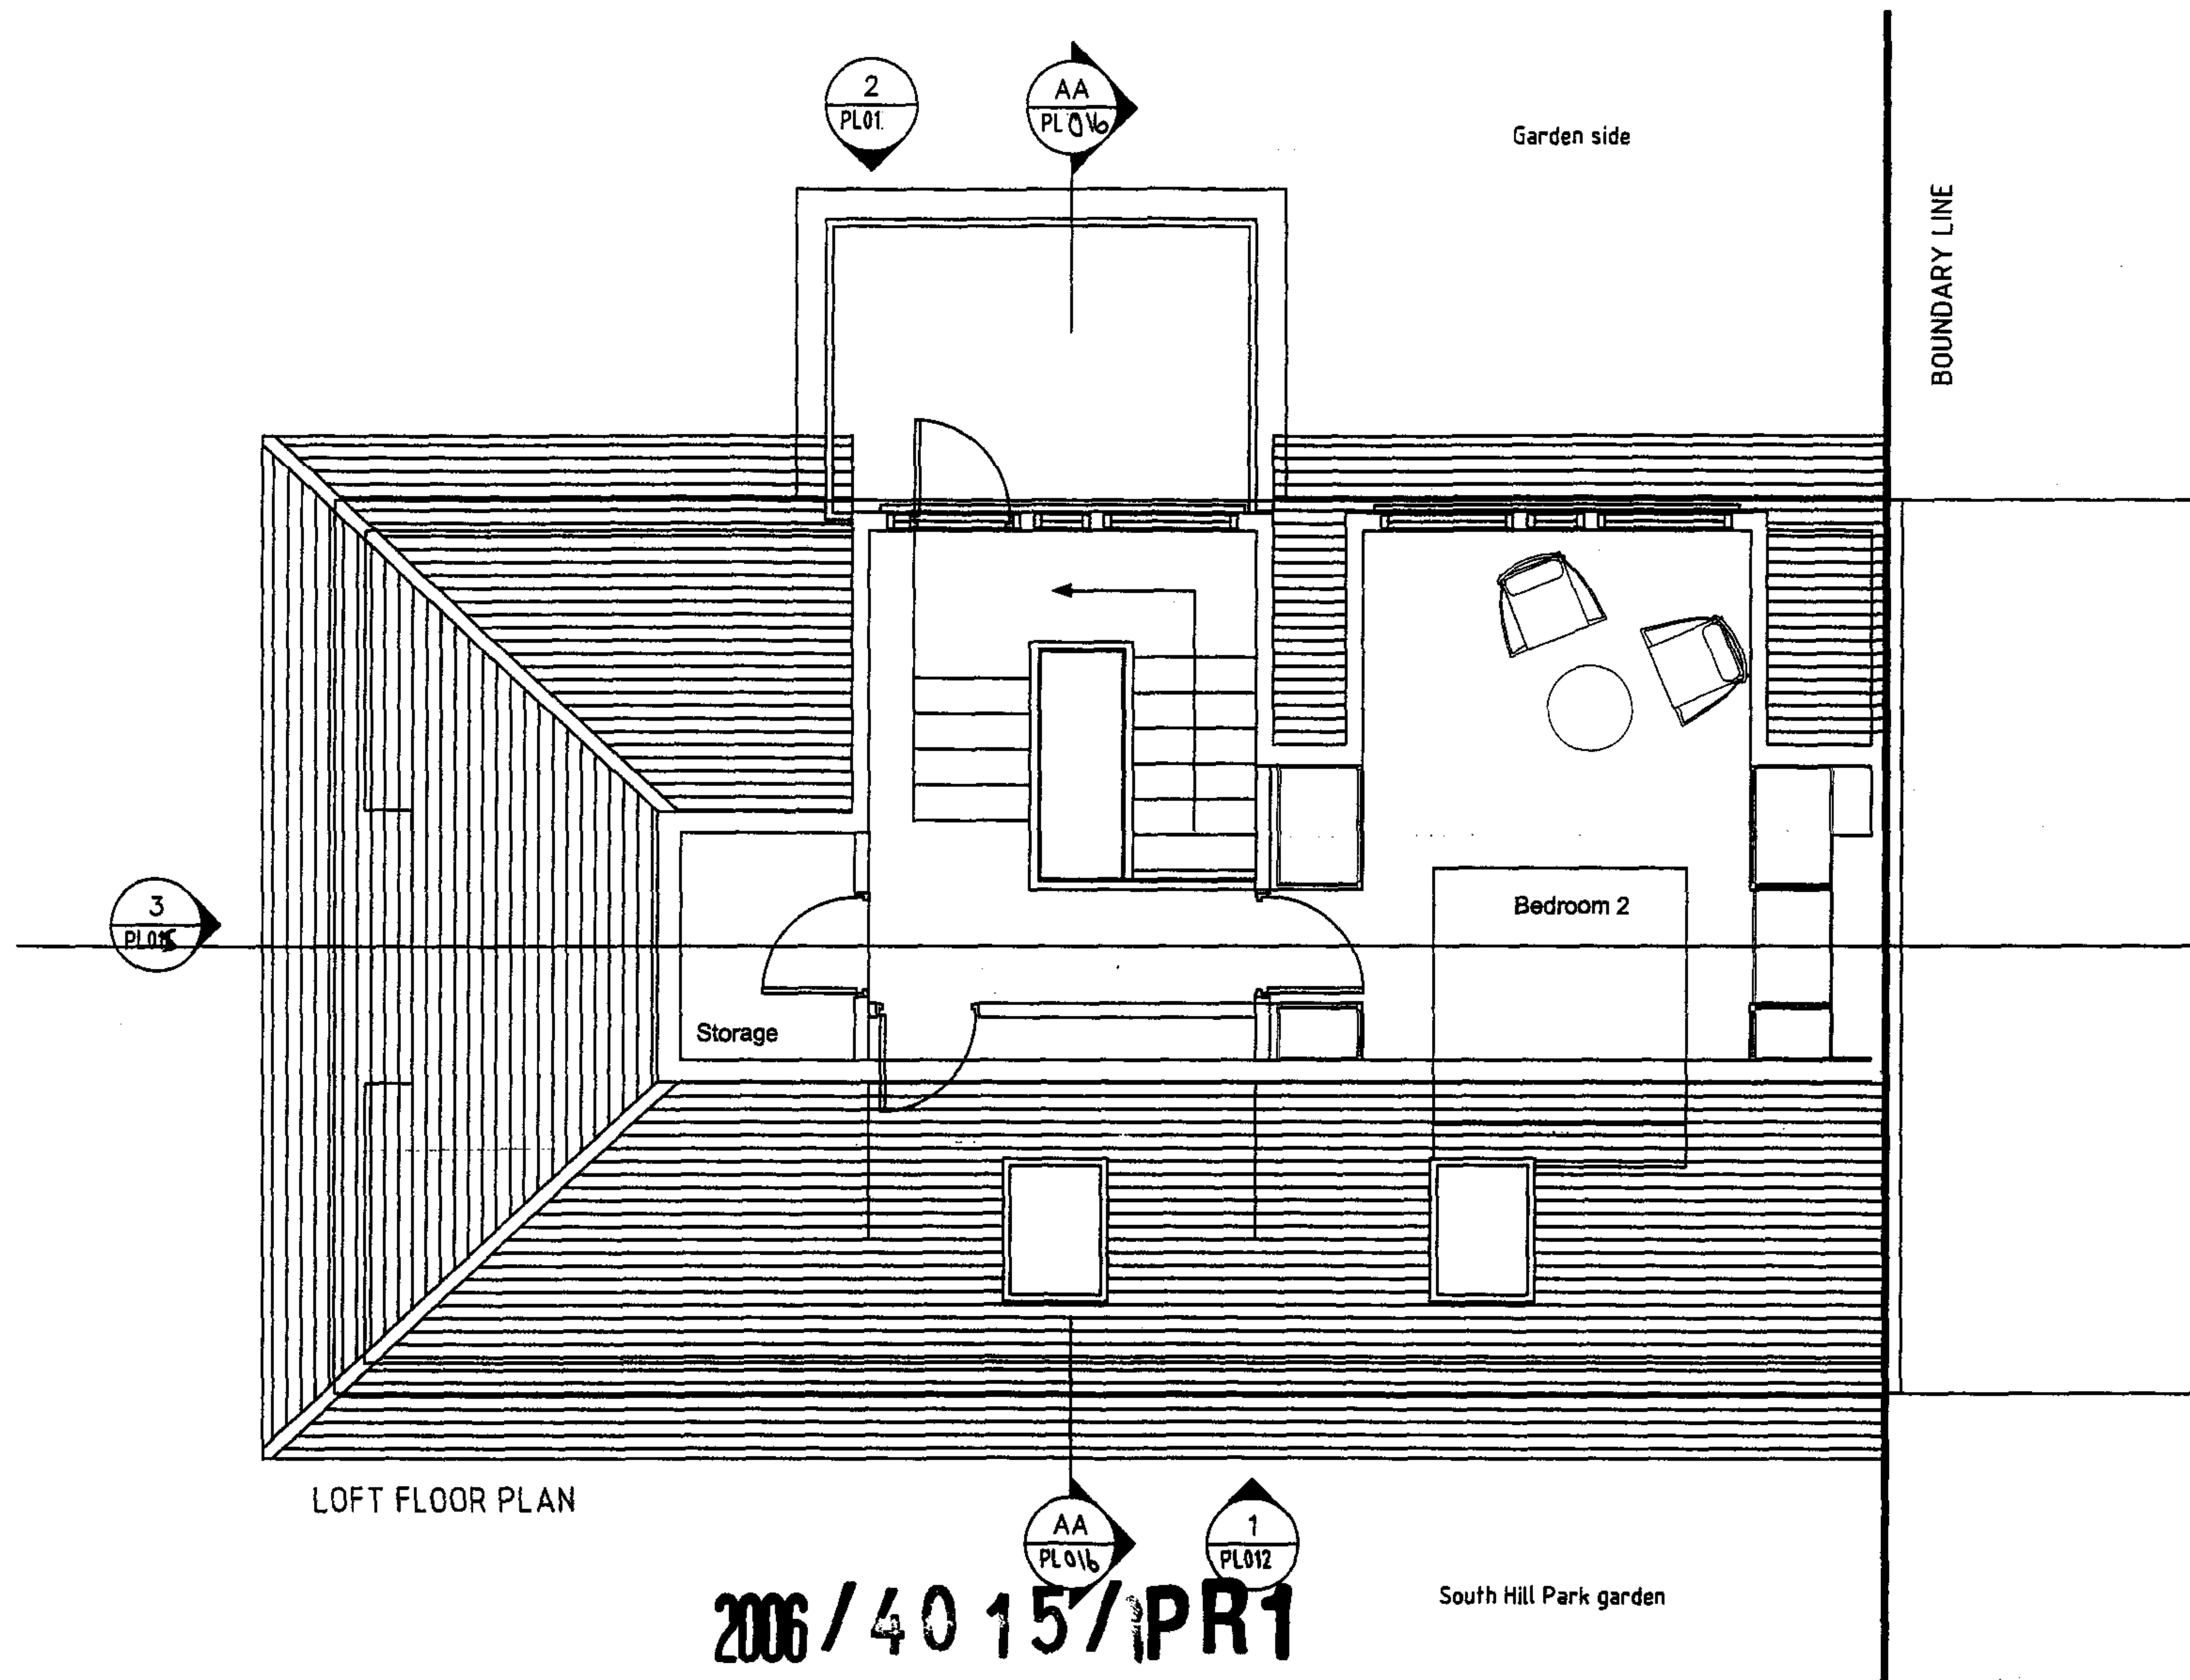 2
PL01
AA
PL016
Garden side
BOUNDARY LINE
Bedroom 2
3
Storage
LOFT FLOOR PLAN
AA
PL016
1
PL012
South Hill Park garden
2006/4015/PR1